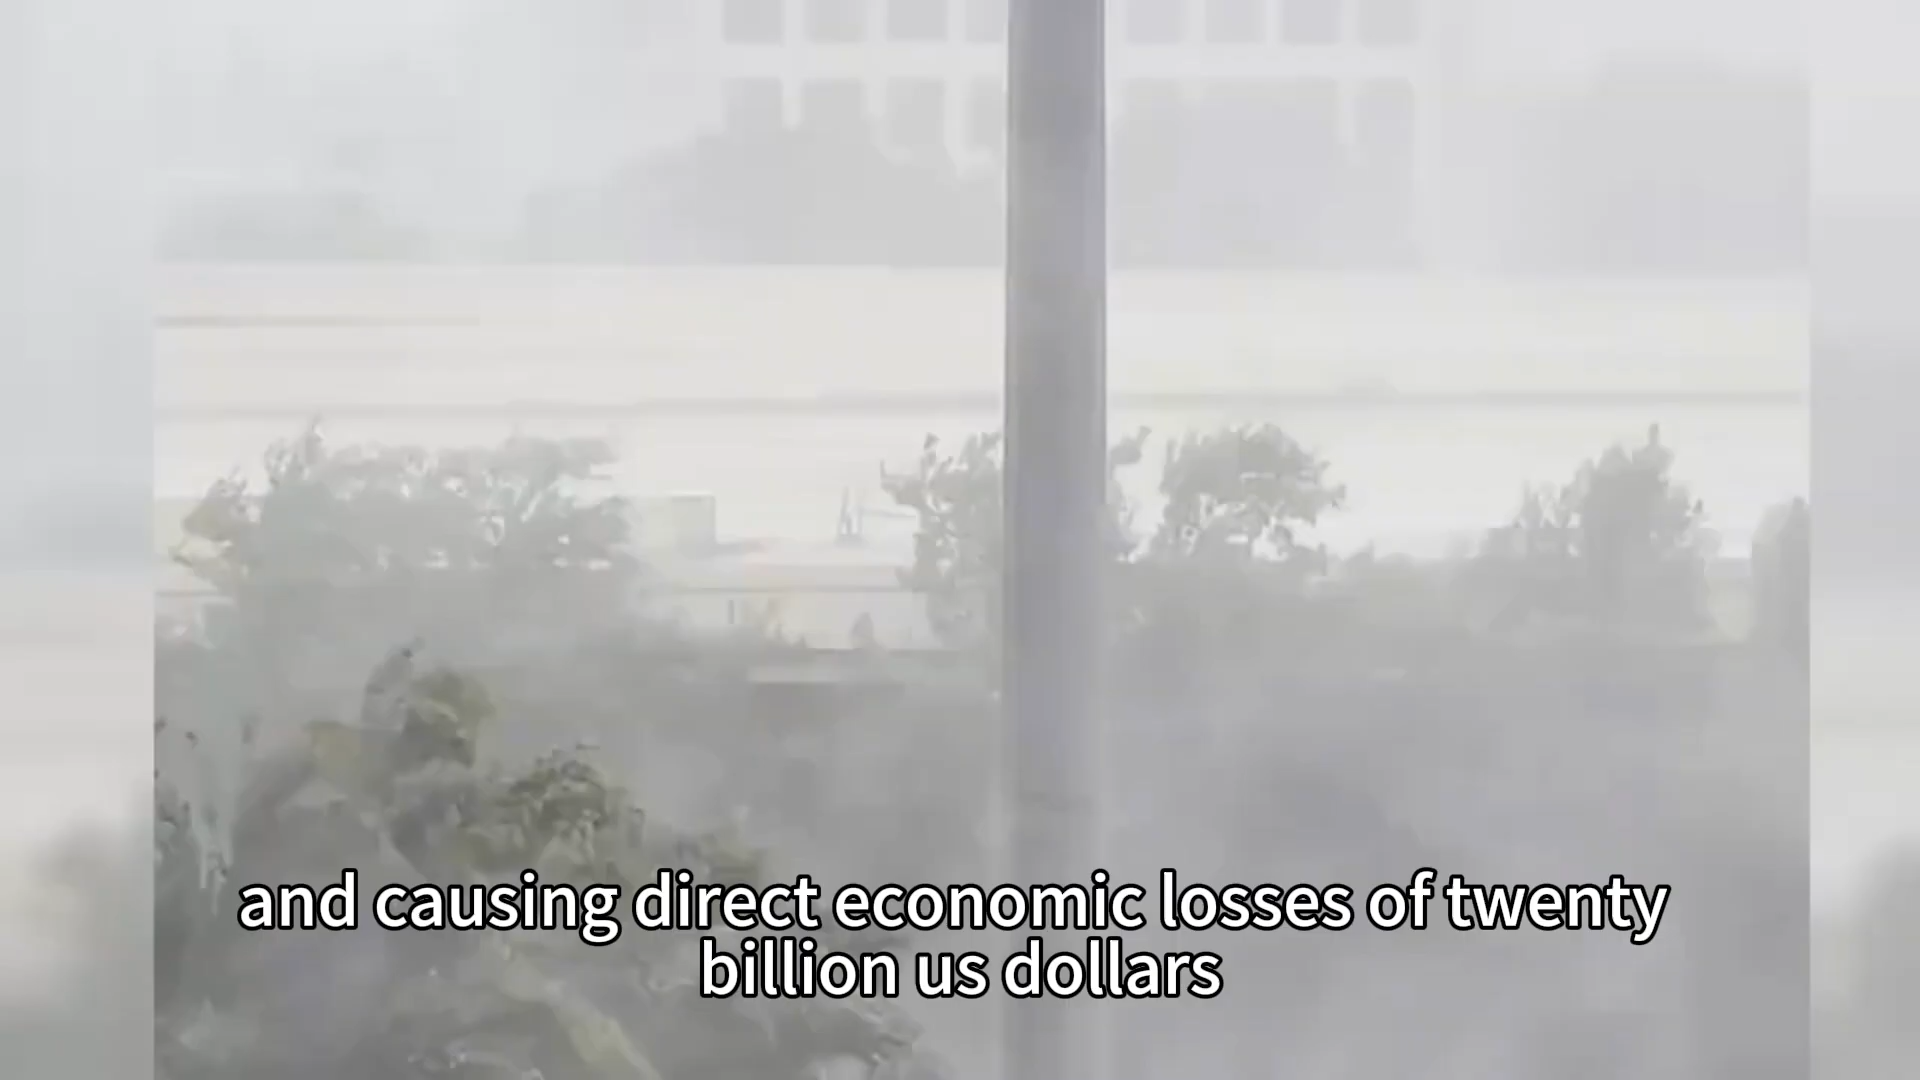 and causing direct economic losses of twenty
billion us dollars